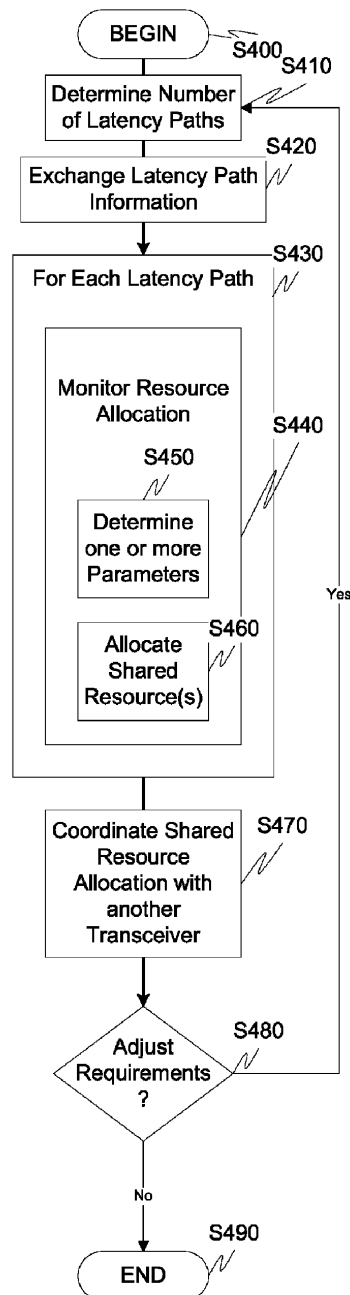 BEGIN
S400
S410
Determine Number
of Latency Paths
S420
Exchange Latency Path
Information
S430
For Each Latency Path
Monitor Resource
Allocation
S440
S450
Determine
one or more
Parameters
S460
Allocate
Shared
Resource(s)
Yes
Coordinate Shared
Resource
Allocation with
another
Transceiver
S470
S480
Adjust
Requirements
?
No
S490
END